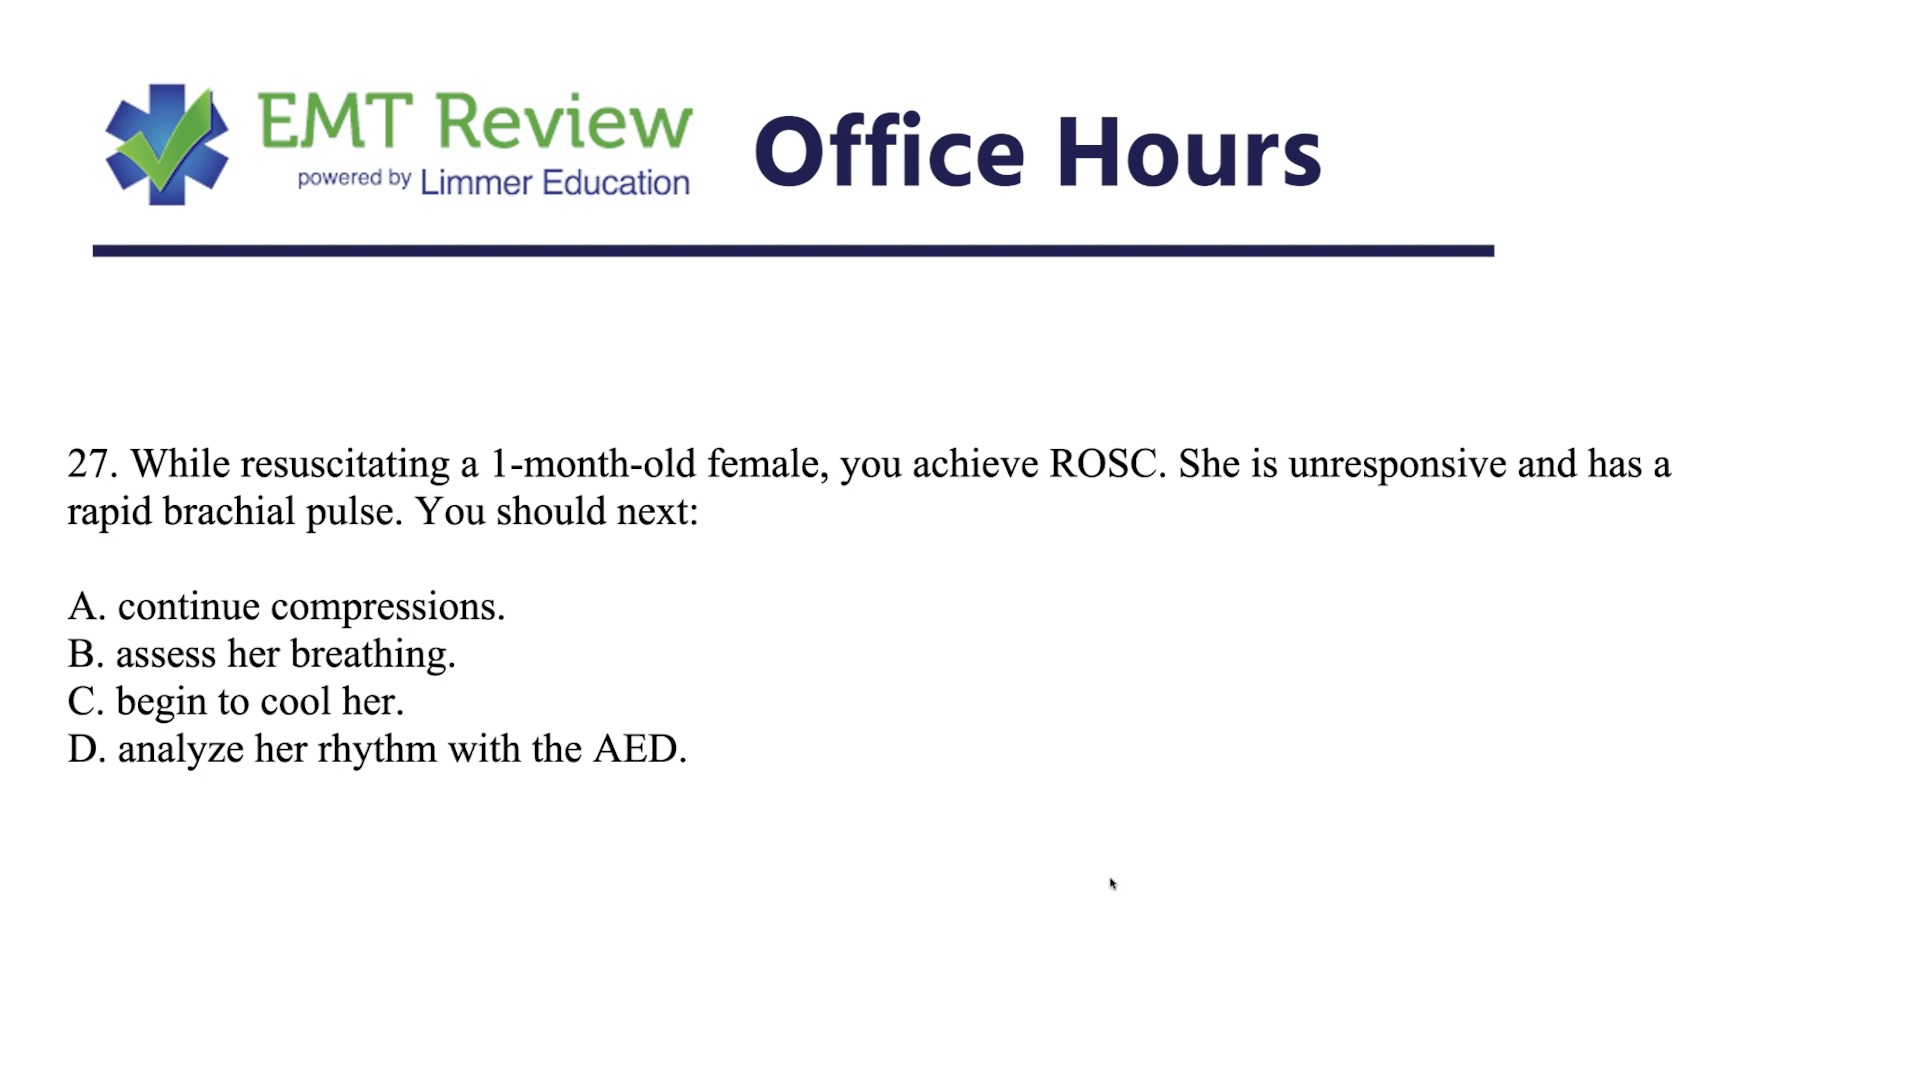 EMT Review
powered by Limmer Education
Office Hours
27. While resuscitating a 1-month-old female, you achieve ROSC. She is unresponsive and has a
rapid brachial pulse. You should next:
A. continue compressions.
B. assess her breathing.
C. begin to cool her.
D. analyze her rhythm with the AED.